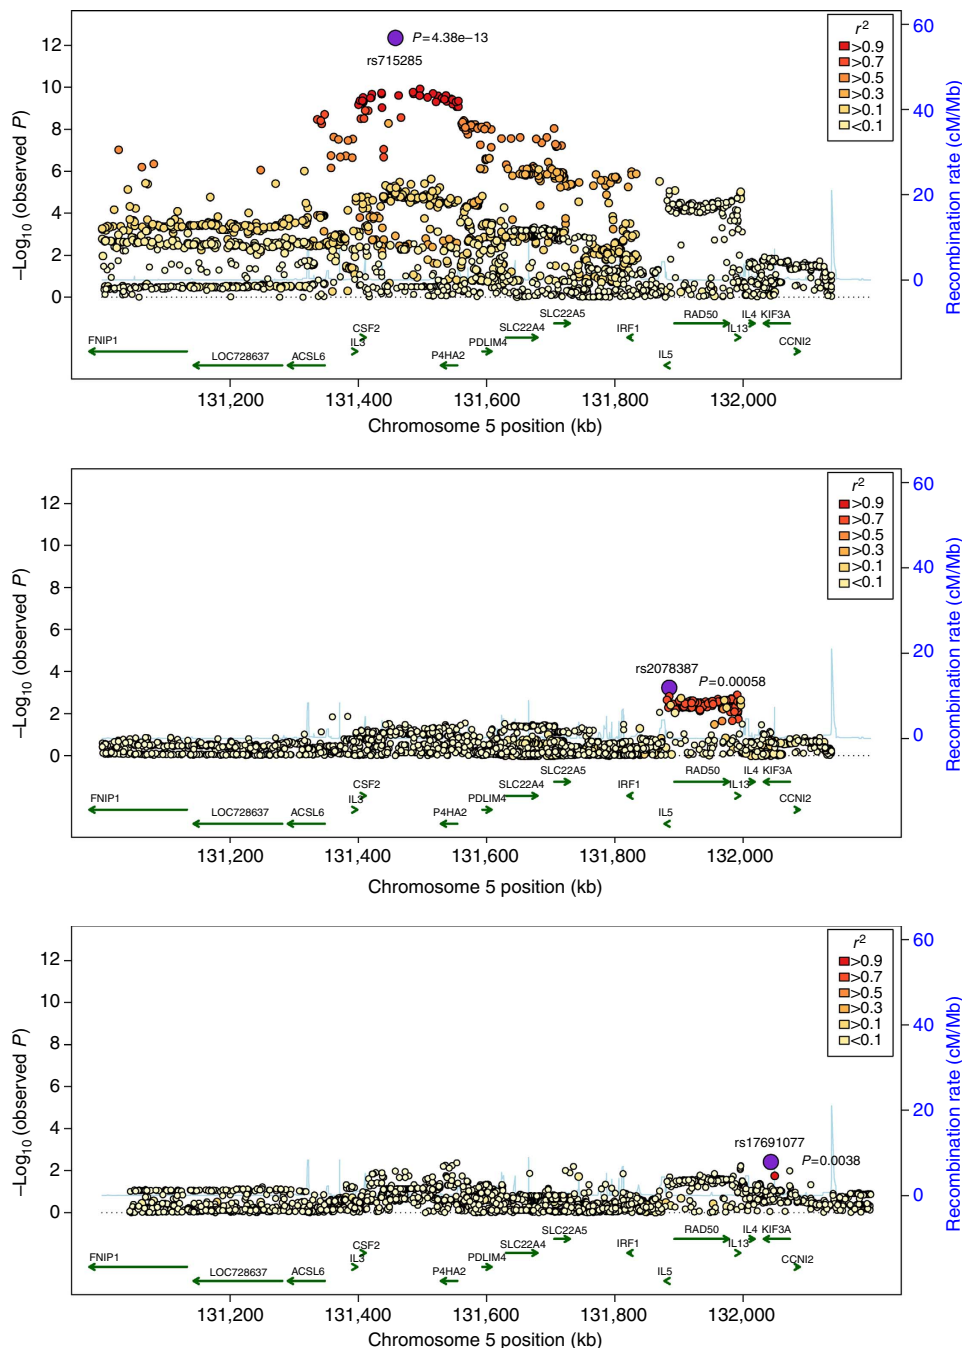 12
10
8
6
4
2
0
–Log10 (observed P)
P=4.38e−13
rs715285
r2
>0.9
>0.7
>0.5
>0.3
>0.1
<0.1
60
40
20
0
Recombination rate (cM/Mb)
SLC22A5 RAD50 IL4 KIF3A
CSF2 SLC22A4
FNIP1 IL3 PDLIM4 IRF1 IL13 CCNI2
LOC728637 ACSL6 P4HA2 IL5
131,200 131,400 131,600 131,800 132,000
Chromosome 5 position (kb)
12
10
8
6
4
2
0
–Log10 (observed P)
rs2078387
P=0.00058
r2
>0.9
>0.7
>0.5
>0.3
>0.1
<0.1
60
40
20
0
Recombination rate (cM/Mb)
SLC22A5 RAD50 IL4 KIF3A
CSF2 SLC22A4
FNIP1 IL3 PDLIM4 IRF1 IL13 CCNI2
LOC728637 ACSL6 P4HA2 IL5
131,200 131,400 131,600 131,800 132,000
Chromosome 5 position (kb)
12
10
8
6
4
2
0
–Log10 (observed P)
rs17691077
P=0.0038
r2
>0.9
>0.7
>0.5
>0.3
>0.1
<0.1
60
40
20
0
Recombination rate (cM/Mb)
SLC22A5 RAD50 IL4 KIF3A
CSF2 SLC22A4
FNIP1 IL3 PDLIM4 IRF1 IL13 CCNI2
LOC728637 ACSL6 P4HA2 IL5
131,200 131,400 131,600 131,800 132,000
Chromosome 5 position (kb)